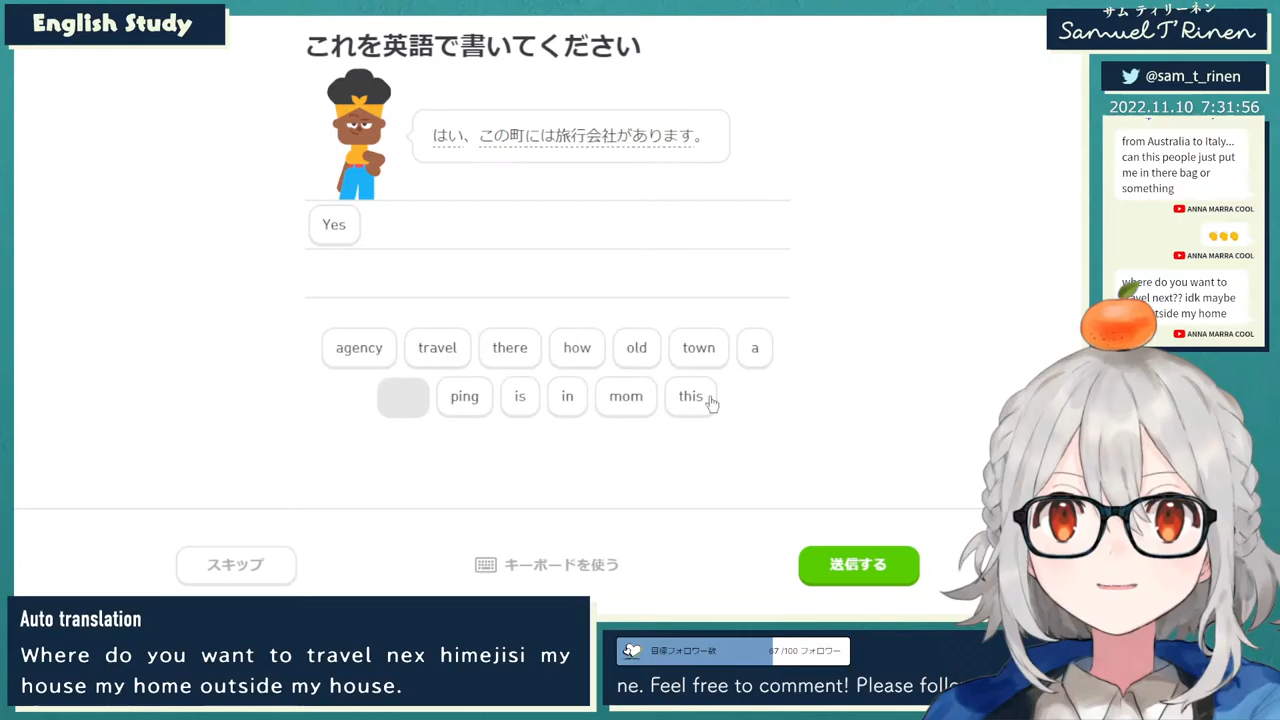 English Study
これを英語で書いてください
はい、この町には旅行会社があります。
Yes
agency travel there how old town a
ping is in mom this
スキップ
キーボードを使う
送信する
サム ティリーネン
Samuel T'Rinen
@sam_t_rinen
2022.11.10 7:31:56
from Australia to Italy...
can this people just put
me in there bag or
something
ANNA MARRA COOL
ANNA MARRA COOL
where do you want to
travel next?? idk maybe
tside my home
ANNA MARRA COOL
Auto translation
Where do you want to travel nex himejisi my
house my home outside my house.
目標フォロワー数 67 /100 フォロワー
ne. Feel free to comment! Please follo